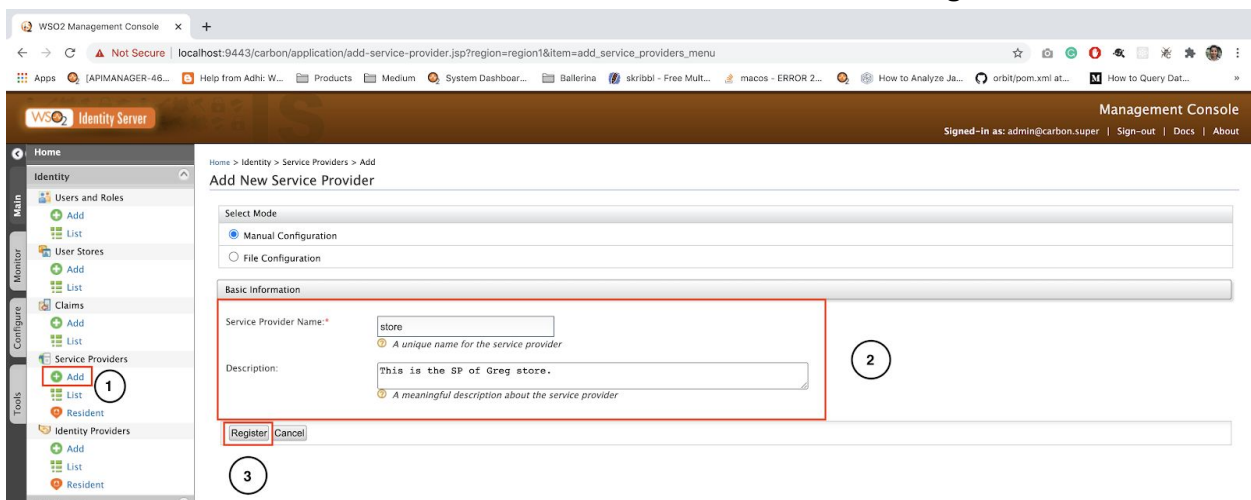 WSO2 Management Console
Not Secure | localhost:9443/carbon/application/add-service-provider.jsp?region=region1&item=add_service_providers_menu
Apps [APIMANAGER-46... Help from Adhi: W... Products Medium System Dashboar... Ballerina skribbl - Free Mult... macos - ERROR 2... How to Analyze Ja... orbit/pom.xml at... How to Query Dat... »
WSO2 Identity Server
Management Console
Signed-in as: admin@carbon.super | Sign-out | Docs | About
Home
Identity
Main
Monitor
Configure
Tools
Users and Roles
Add
List
User Stores
Add
List
Claims
Add
List
Service Providers
Add
1
List
Resident
Identity Providers
Add
List
Resident
Home > Identity > Service Providers > Add
Add New Service Provider
Select Mode
Manual Configuration
File Configuration
Basic Information
Service Provider Name:* store
A unique name for the service provider
Description: This is the SP of Greg store.
A meaningful description about the service provider
2
Register Cancel
3